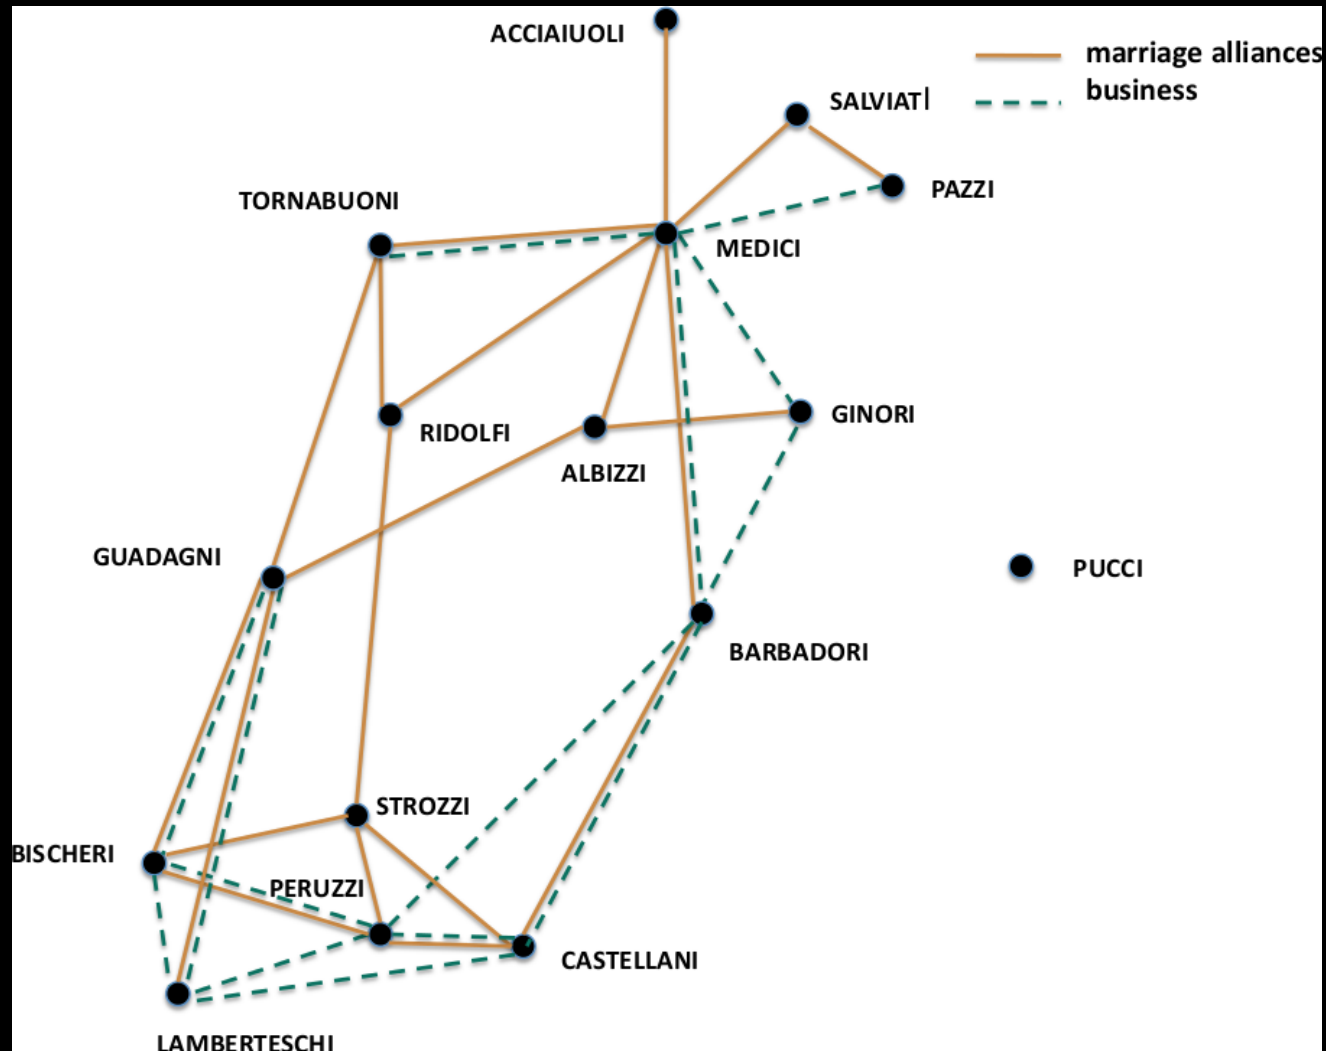 ACCIAIUOLI
marriage alliances
business
SALVIATI
PAZZI
TORNABUONI
MEDICI
RIDOLFI
GINORI
ALBIZZI
GUADAGNI
PUCCI
BARBADORI
STROZZI
BISCHERI
PERUZZI
CASTELLANI
LAMBERTESCHI